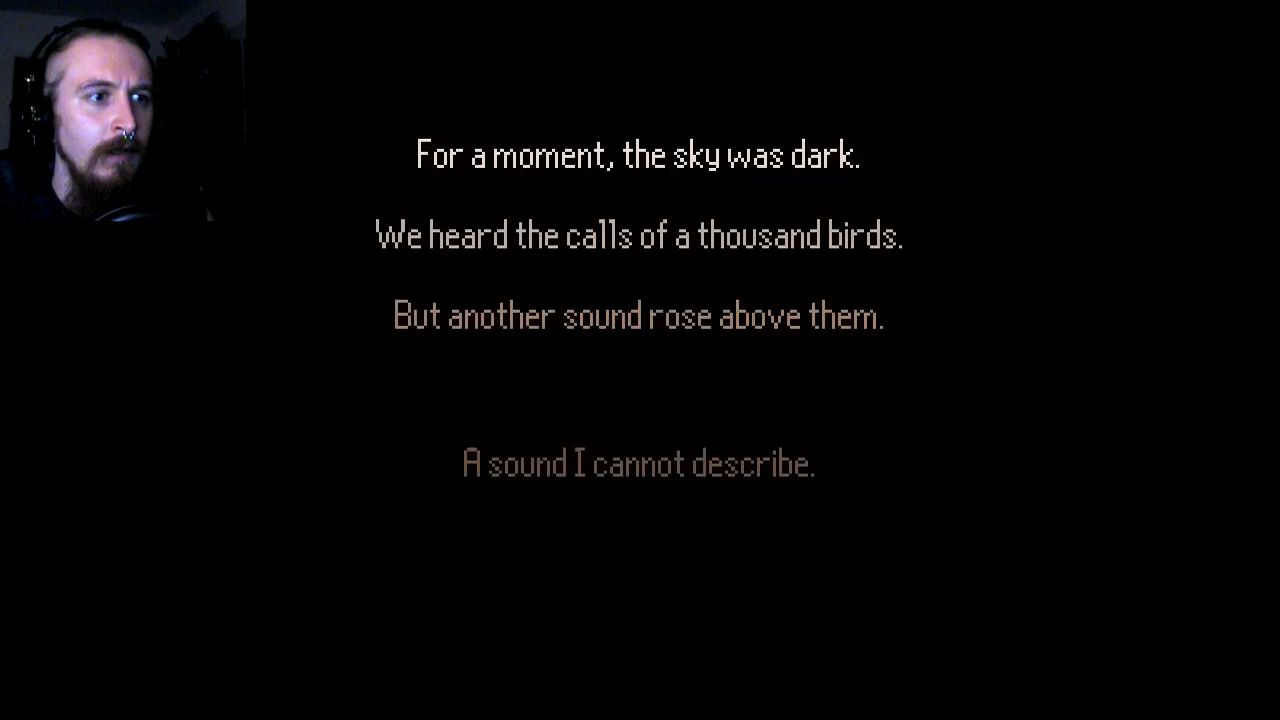 For a moment, the sky was dark.
We heard the calls of a thousand birds.
But another sound rose above them.
A sound I cannot describe.